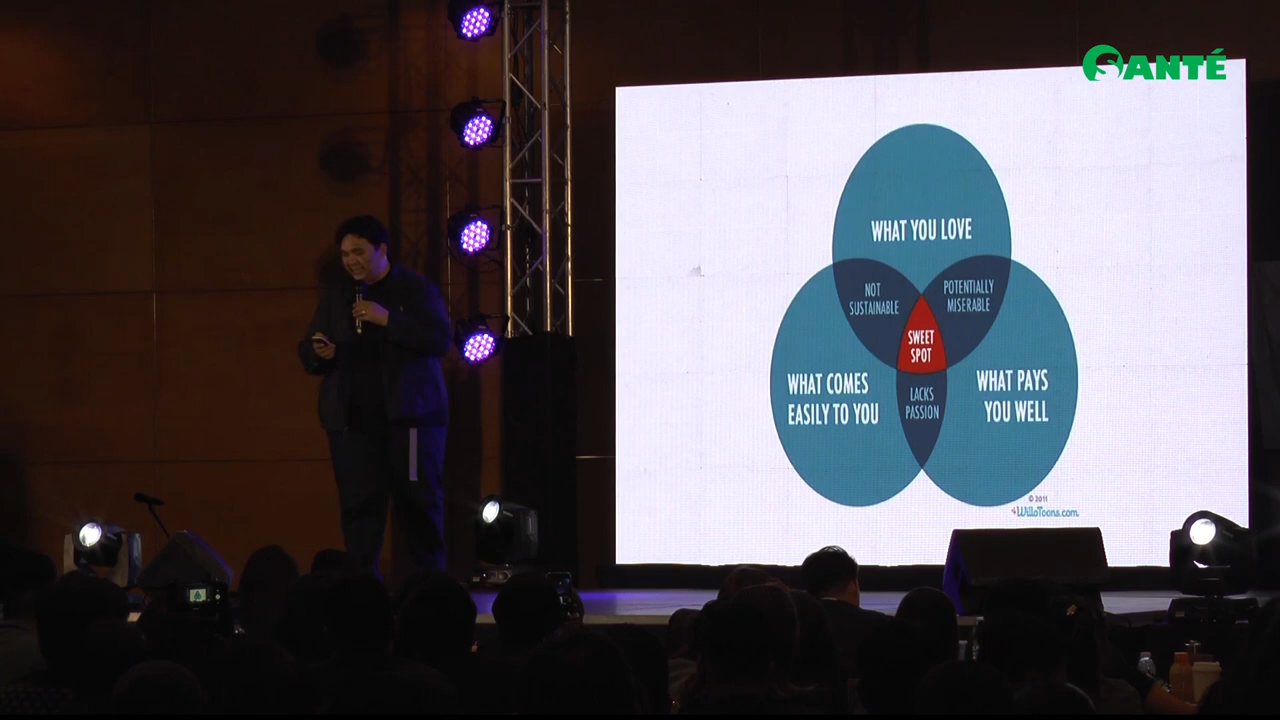 SANTÉ
WHAT YOU LOVE
NOT
SUSTAINABLE
POTENTIALLY
MISERABLE
SWEET
SPOT
WHAT COMES
EASILY TO YOU
LACKS
PASSION
WHAT PAYS
YOU WELL
© 2011
WilloToons.com